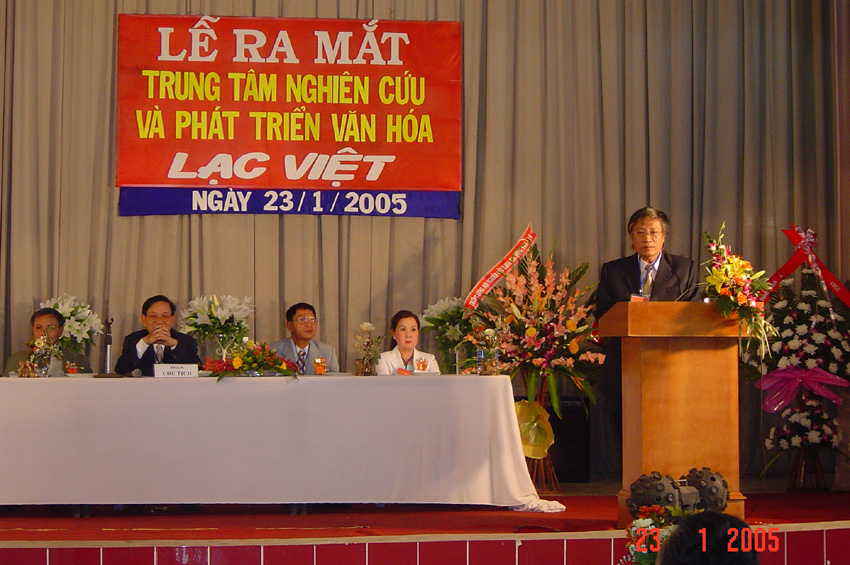 LỄ RA MẮT
TRUNG TÂM NGHIÊN CỨU
VÀ PHÁT TRIỂN VĂN HÓA
LẠC VIỆT
NGÀY 23/1/2005
CHỦ TỊCH
23 1 2005